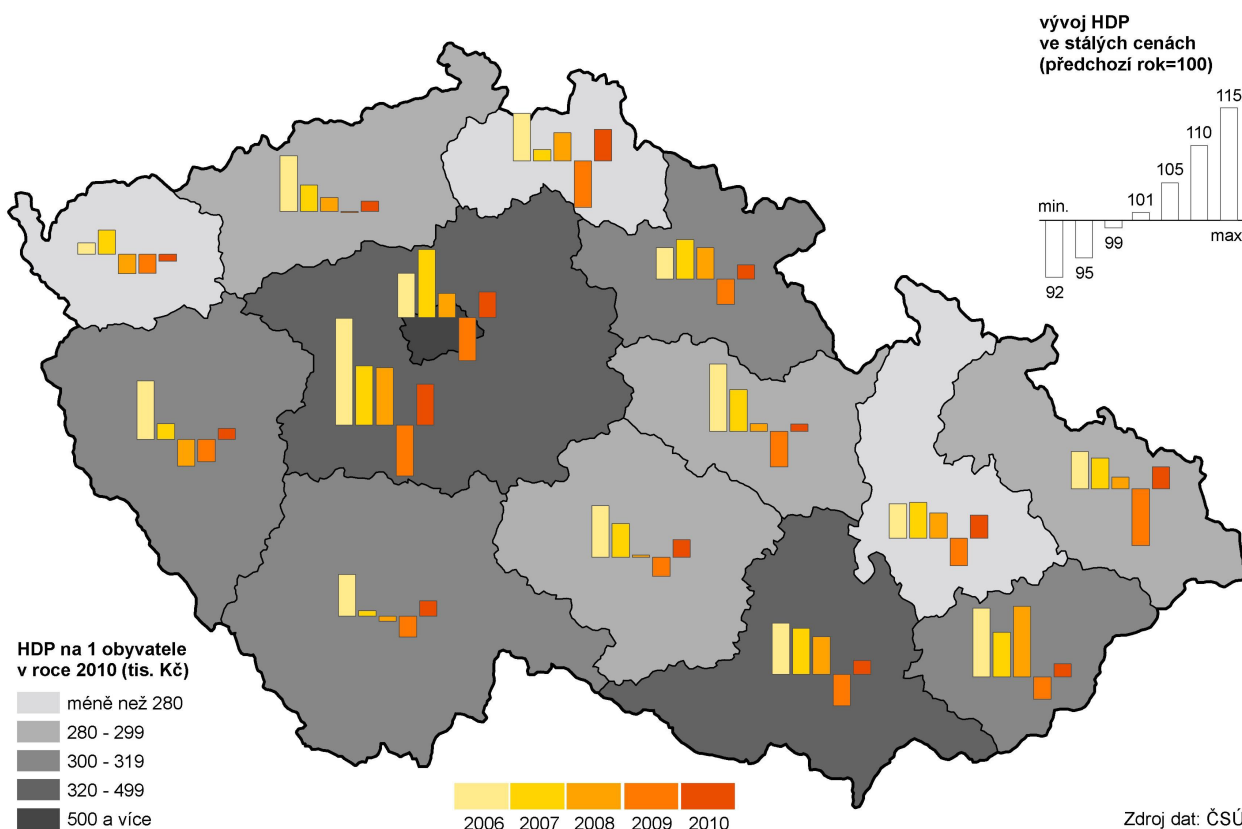 vývoj HDP
ve stálých cenách
(předchozí rok=100)
115
110
105
101
min.
99
max
95
92
HDP na 1 obyvatele
v roce 2010 (tis. Kč)
méně než 280
280 - 299
300 - 319
320 - 499
500 a více
2006 2007 2008 2009 2010
Zdroj dat: ČSÚ